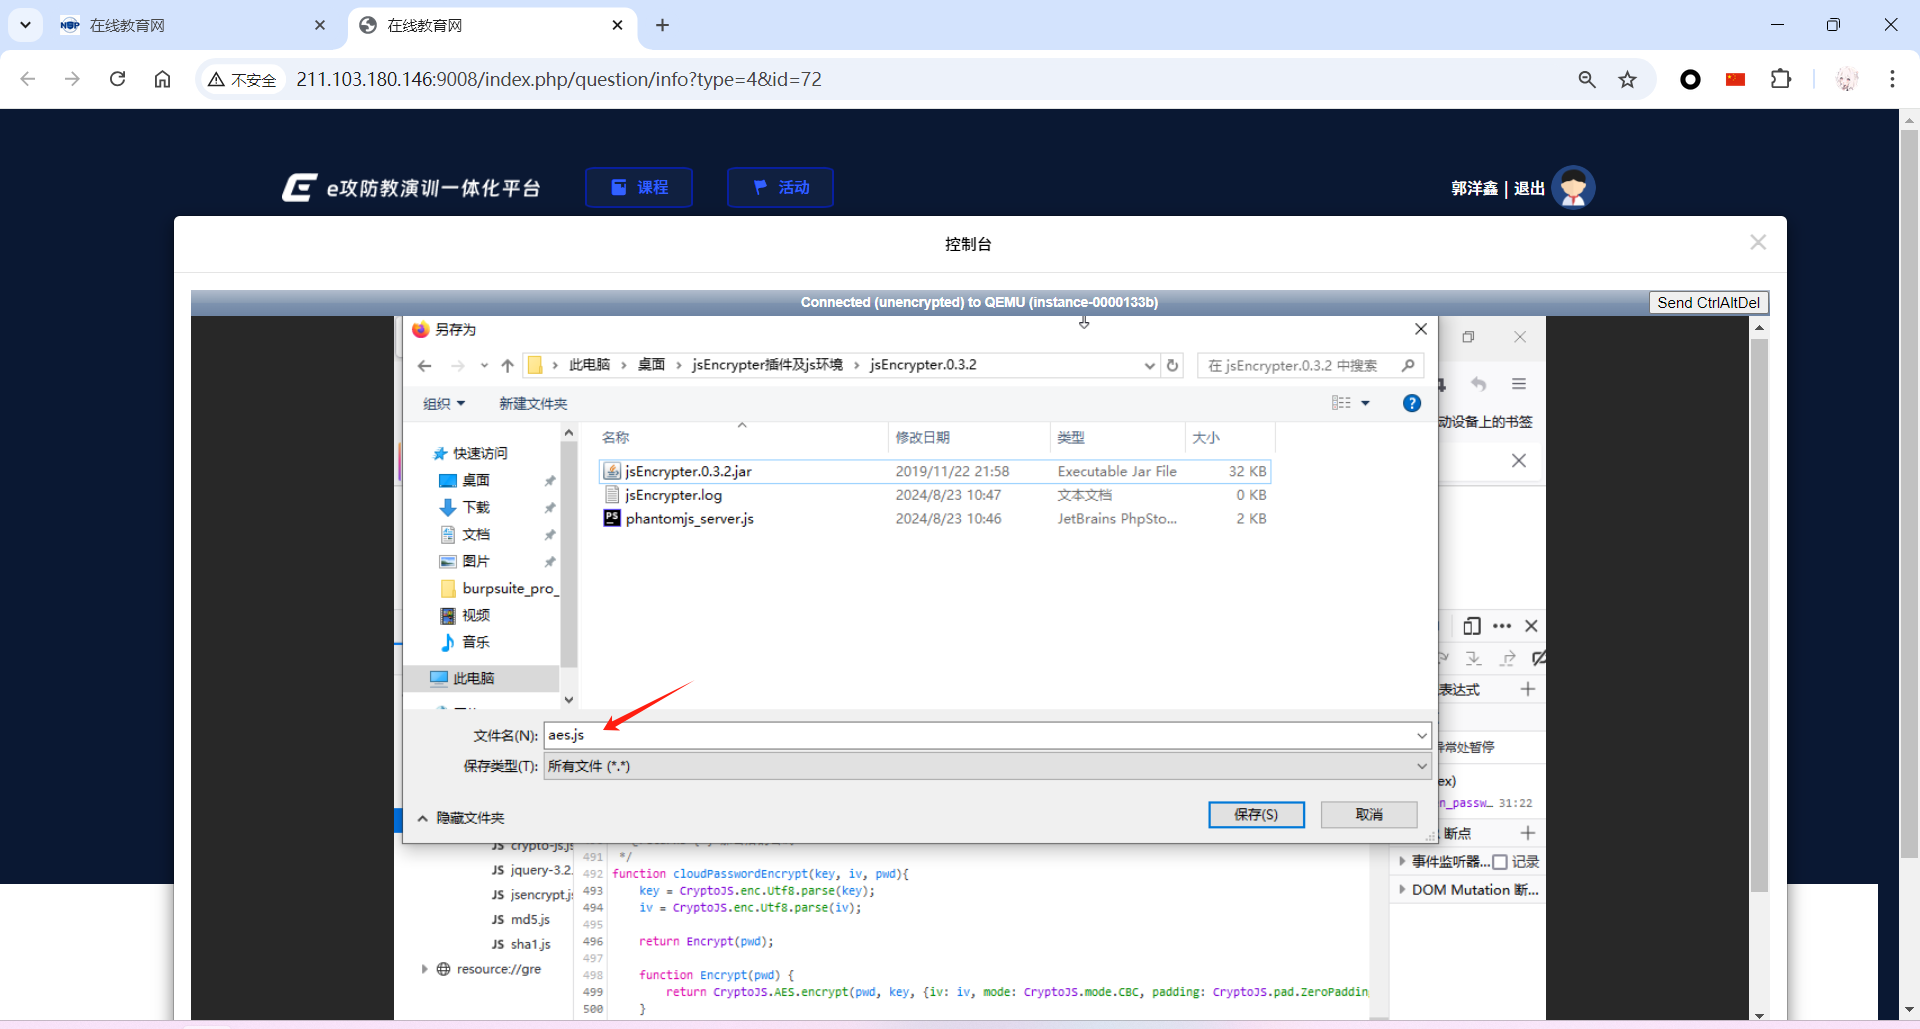 在线教育网
在线教育网
不安全
211.103.180.146:9008/index.php/question/info?type=4&id=72
e攻防教演训一体化平台
课程
活动
郭洋鑫 | 退出
控制台
Connected (unencrypted) to QEMU (instance-0000133b)
Send CtrlAltDel
另存为
此电脑 › 桌面 › jsEncrypter插件及js环境 › jsEncrypter.0.3.2
在 jsEncrypter.0.3.2 中搜索
组织
新建文件夹
动设备上的书签
名称 修改日期 类型 大小
快速访问
桌面
下载
文档
图片
burpsuite_pro_
视频
音乐
此电脑
jsEncrypter.0.3.2.jar 2019/11/22 21:58 Executable Jar File 32 KB
jsEncrypter.log 2024/8/23 10:47 文本文档 0 KB
phantomjs_server.js 2024/8/23 10:46 JetBrains PhpSto... 2 KB
文件名(N): aes.js
保存类型(T): 所有文件 (*.*)
隐藏文件夹
保存(S)
取消
表达式
常处暂停
ex)
n_passw… 31:22
断点
事件监听器... 记录
DOM Mutation 断...
JS crypto-js.js
JS jquery-3.2.
JS jsencrypt.js
JS md5.js
JS sha1.js
resource://gre
491 */
492 function cloudPasswordEncrypt(key, iv, pwd){
493 key = CryptoJS.enc.Utf8.parse(key);
494 iv = CryptoJS.enc.Utf8.parse(iv);
495
496 return Encrypt(pwd);
497
498 function Encrypt(pwd) {
499 return CryptoJS.AES.encrypt(pwd, key, {iv: iv, mode: CryptoJS.mode.CBC, padding: CryptoJS.pad.ZeroPaddin
500 }